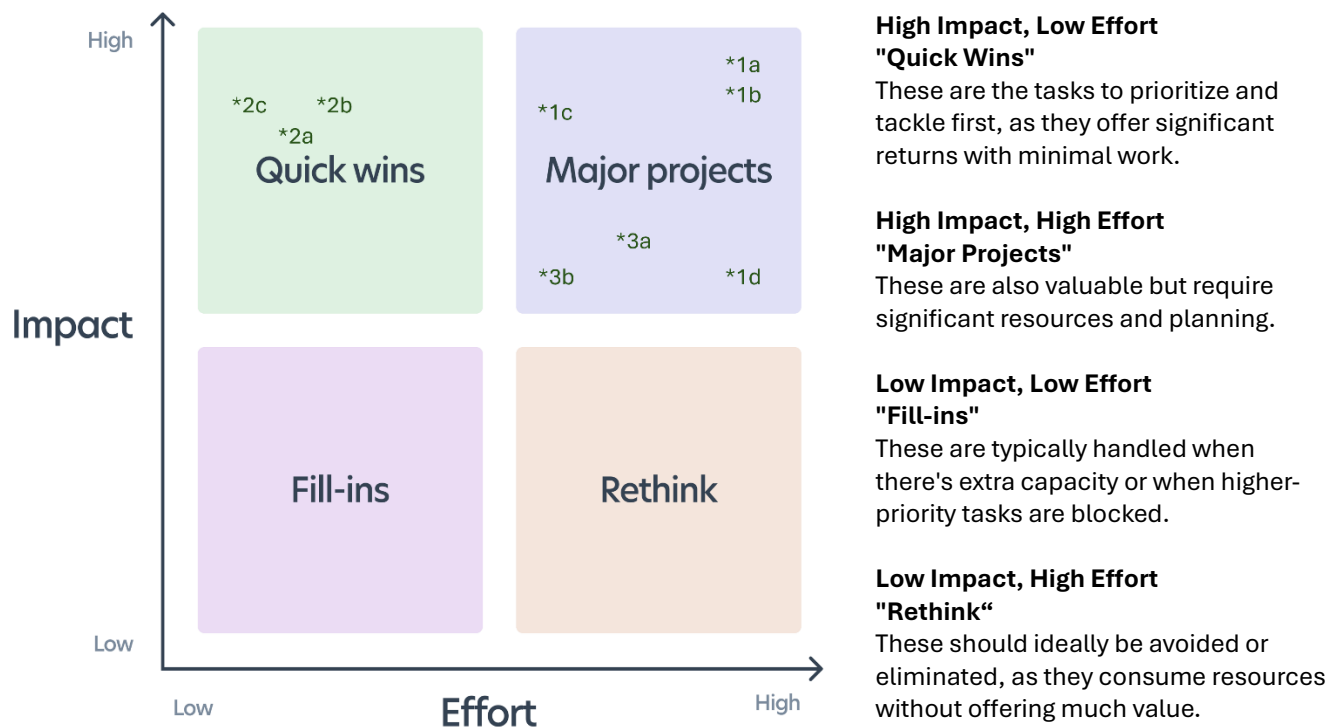 High
*1a
*1b
*2c
*2b
*1c
*2a
Quick wins
Major projects
*3a
*3b
*1d
Impact
Fill-ins
Rethink
Low
Low
Effort
High
High Impact, Low Effort
"Quick Wins"
These are the tasks to prioritize and
tackle first, as they offer significant
returns with minimal work.
High Impact, High Effort
"Major Projects"
These are also valuable but require
significant resources and planning.
Low Impact, Low Effort
"Fill-ins"
These are typically handled when
there's extra capacity or when higher-
priority tasks are blocked.
Low Impact, High Effort
"Rethink“
These should ideally be avoided or
eliminated, as they consume resources
without offering much value.